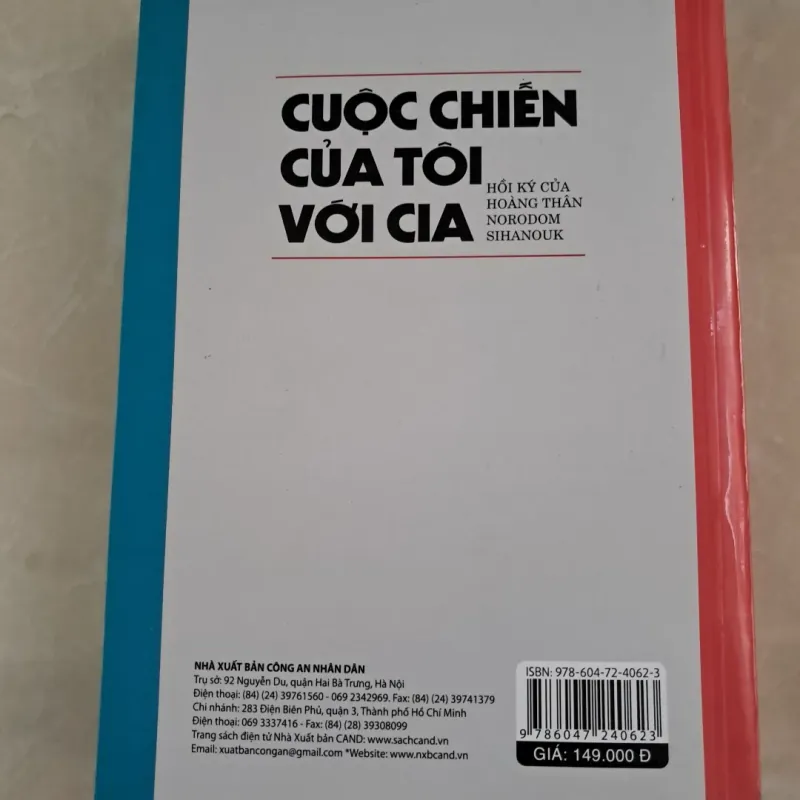 CUỘC CHIẾN
CỦA TÔI
VỚI CIA
HỒI KÝ CỦA
HOÀNG THÂN
NORODOM
SIHANOUK
NHÀ XUẤT BẢN CÔNG AN NHÂN DÂN
Trụ sở: 92 Nguyễn Du, quận Hai Bà Trưng, Hà Nội
Điện thoại: (84) (24) 39761560 - 069 2342969. Fax: (84) (24) 39741379
Chi nhánh: 283 Điện Biên Phủ, quận 3, Thành phố Hồ Chí Minh
Điện thoại: 069 3337416 - Fax: (84) (28) 39308099
Trang sách điện tử Nhà Xuất bản CAND: www.sachcand.vn
Email: xuatbancongan@gmail.com *Website: www.nxbcand.vn
ISBN: 978-604-72-4062-3
9 786047 240623
GIÁ: 149.000 Đ